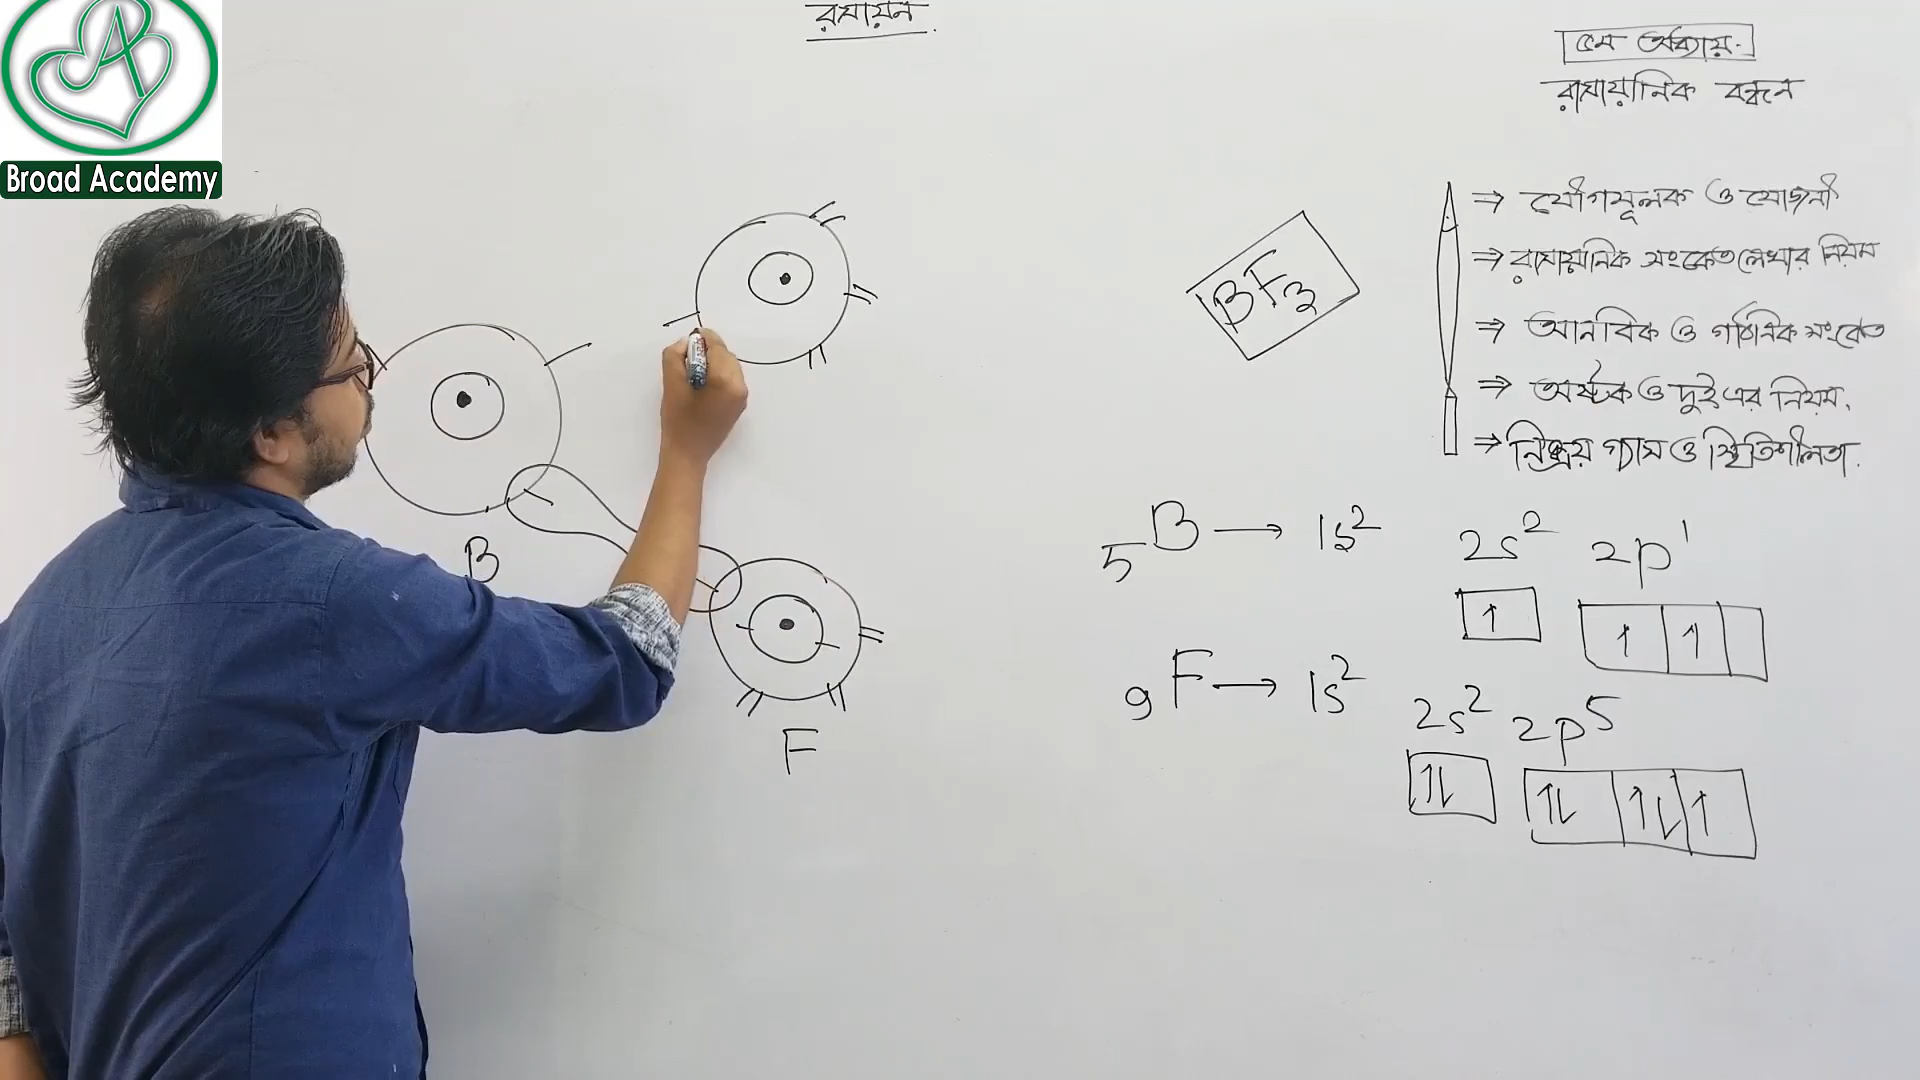 Broad Academy
রসায়ন
৫ম অধ্যায়
রাসায়নিক বন্ধন
⇒ যৌগমূলক ও যোজনী
⇒ রাসায়নিক সংকেত লেখার নিয়ম
⇒ আনবিক ও গাঠনিক সংকেত
⇒ অষ্টক ও দুই এর নিয়ম।
⇒ নিষ্ক্রিয় গ্যাস ও স্থিতিশীলতা.
BF₃
₅B → 1s² 2s² 2p¹
↑ ↑ ↑
₉F → 1s² 2s² 2p⁵
↑↓ ↑↓ ↑↓ ↑
B
F